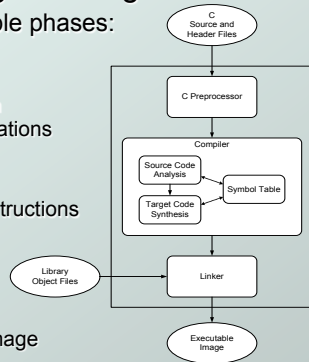 ple phases:
ations
tructions
nage
C
Source and
Header Files
C Preprocessor
Compiler
Source Code
Analysis
Symbol Table
Target Code
Synthesis
Library
Object Files
Linker
Executable
Image